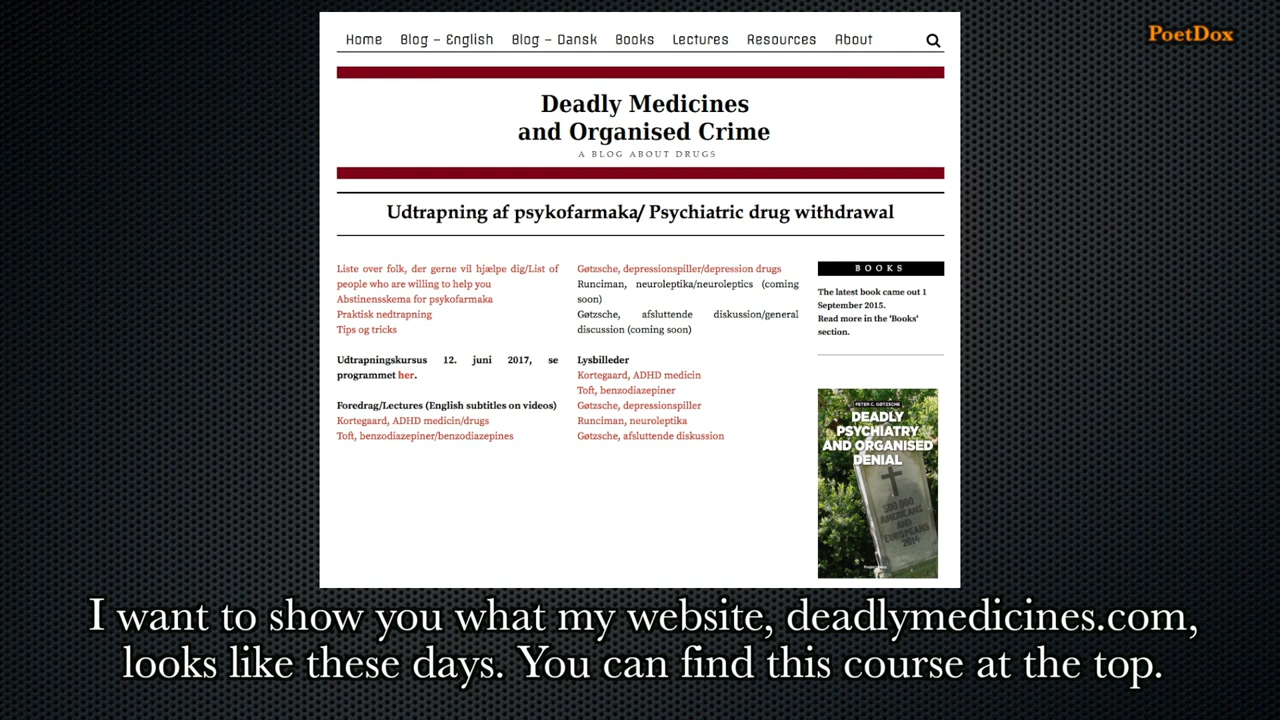 PoetDox
Home Blog – English Blog – Dansk Books Lectures Resources About
Deadly Medicines
and Organised Crime
A BLOG ABOUT DRUGS
Udtrapning af psykofarmaka/ Psychiatric drug withdrawal
Liste over folk, der gerne vil hjælpe dig/List of
people who are willing to help you
Abstinensskema for psykofarmaka
Praktisk nedtrapning
Tips og tricks
Udtrapningskursus 12. juni 2017, se
programmet her.
Foredrag/Lectures (English subtitles on videos)
Kortegaard, ADHD medicin/drugs
Toft, benzodiazepiner/benzodiazepines
Gøtzsche, depressionspiller/depression drugs
Runciman, neuroleptika/neuroleptics (coming
soon)
Gøtzsche, afsluttende diskussion/general
discussion (coming soon)
Lysbilleder
Kortegaard, ADHD medicin
Toft, benzodiazepiner
Gøtzsche, depressionspiller
Runciman, neuroleptika
Gøtzsche, afsluttende diskussion
BOOKS
The latest book came out 1
September 2015.
Read more in the 'Books'
section.
PETER C. GØTZSCHE
DEADLY
PSYCHIATRY
AND ORGANISED
DENIAL
500.000
AMERICANS
AND
EUROPEANS
2014
I want to show you what my website, deadlymedicines.com,
looks like these days. You can find this course at the top.